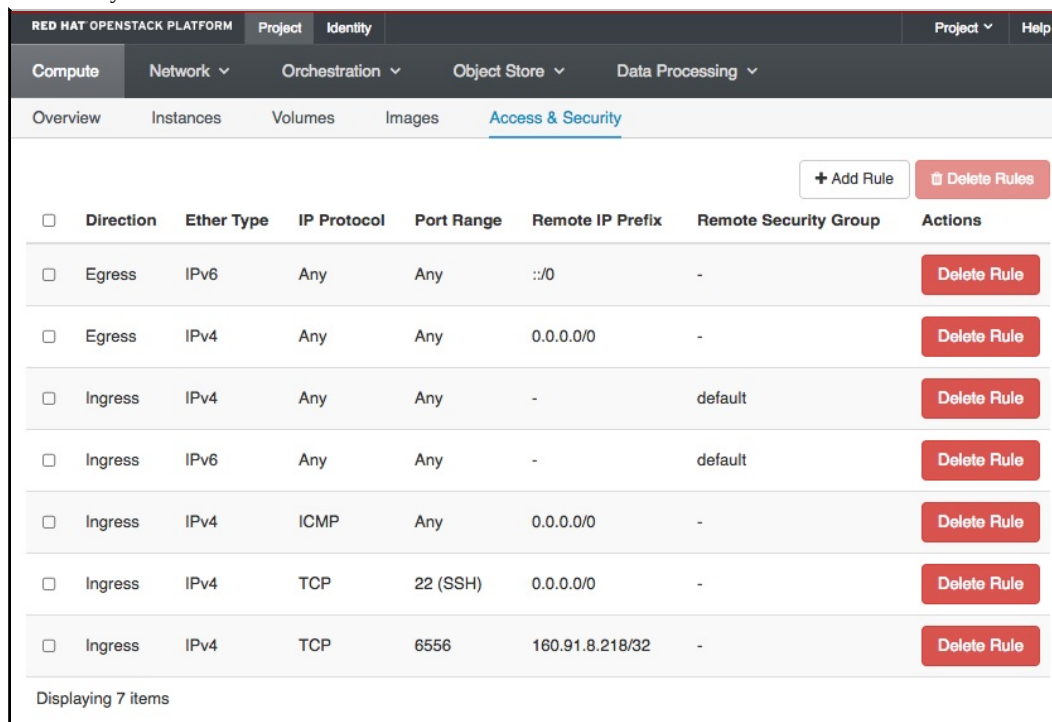 RED HAT OPENSTACK PLATFORM Project Identity Project Help
Compute Network Orchestration Object Store Data Processing
Overview Instances Volumes Images Access & Security
+ Add Rule Delete Rules
Direction Ether Type IP Protocol Port Range Remote IP Prefix Remote Security Group Actions
Egress IPv6 Any Any ::/0 - Delete Rule
Egress IPv4 Any Any 0.0.0.0/0 - Delete Rule
Ingress IPv4 Any Any - default Delete Rule
Ingress IPv6 Any Any - default Delete Rule
Ingress IPv4 ICMP Any 0.0.0.0/0 - Delete Rule
Ingress IPv4 TCP 22 (SSH) 0.0.0.0/0 - Delete Rule
Ingress IPv4 TCP 6556 160.91.8.218/32 - Delete Rule
Displaying 7 items